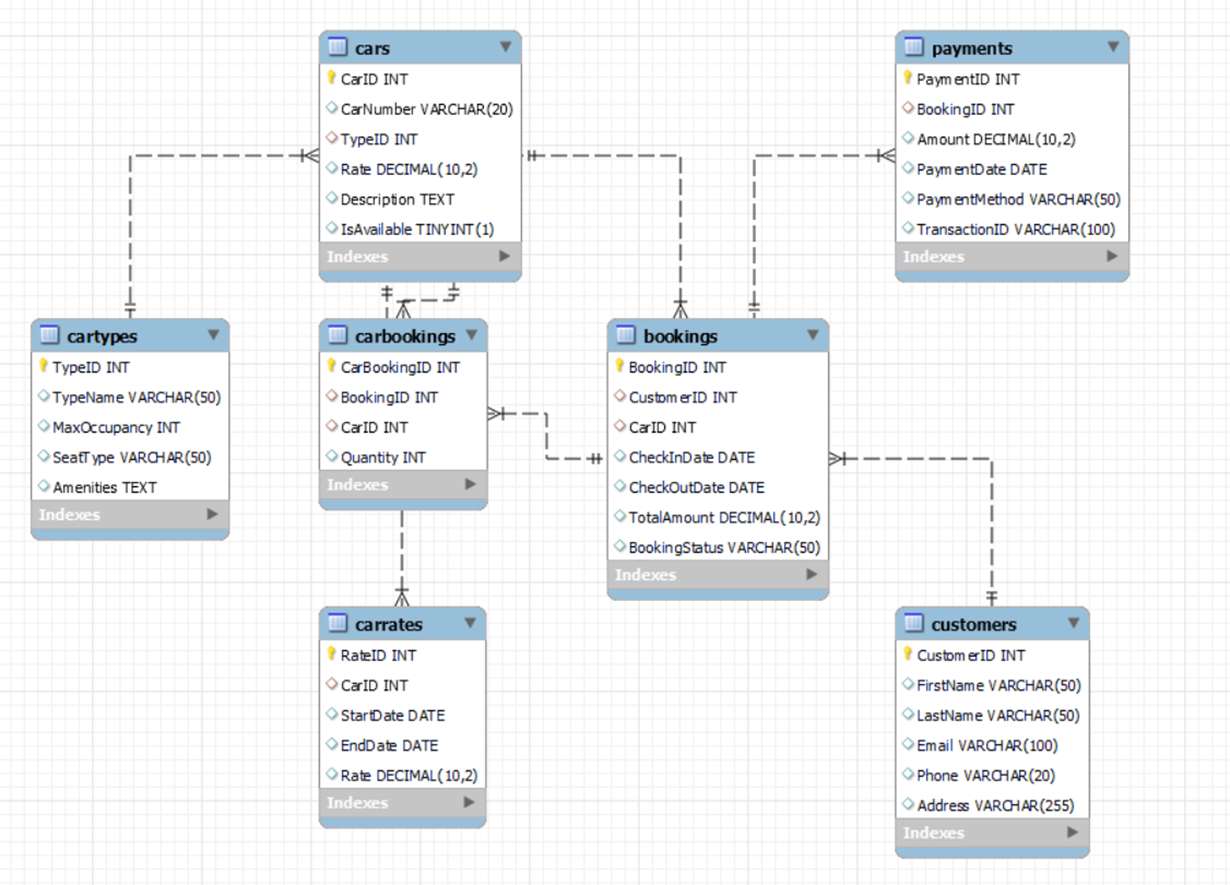 cars
CarID INT
CarNumber VARCHAR(20)
TypeID INT
Rate DECIMAL(10,2)
Description TEXT
IsAvailable TINYINT(1)
Indexes
payments
PaymentID INT
BookingID INT
Amount DECIMAL(10,2)
PaymentDate DATE
PaymentMethod VARCHAR(50)
TransactionID VARCHAR(100)
Indexes
cartypes
TypeID INT
TypeName VARCHAR(50)
MaxOccupancy INT
SeatType VARCHAR(50)
Amenities TEXT
Indexes
carbookings
CarBookingID INT
BookingID INT
CarID INT
Quantity INT
Indexes
bookings
BookingID INT
CustomerID INT
CarID INT
CheckInDate DATE
CheckOutDate DATE
TotalAmount DECIMAL(10,2)
BookingStatus VARCHAR(50)
Indexes
carrates
RateID INT
CarID INT
StartDate DATE
EndDate DATE
Rate DECIMAL(10,2)
Indexes
customers
CustomerID INT
FirstName VARCHAR(50)
LastName VARCHAR(50)
Email VARCHAR(100)
Phone VARCHAR(20)
Address VARCHAR(255)
Indexes